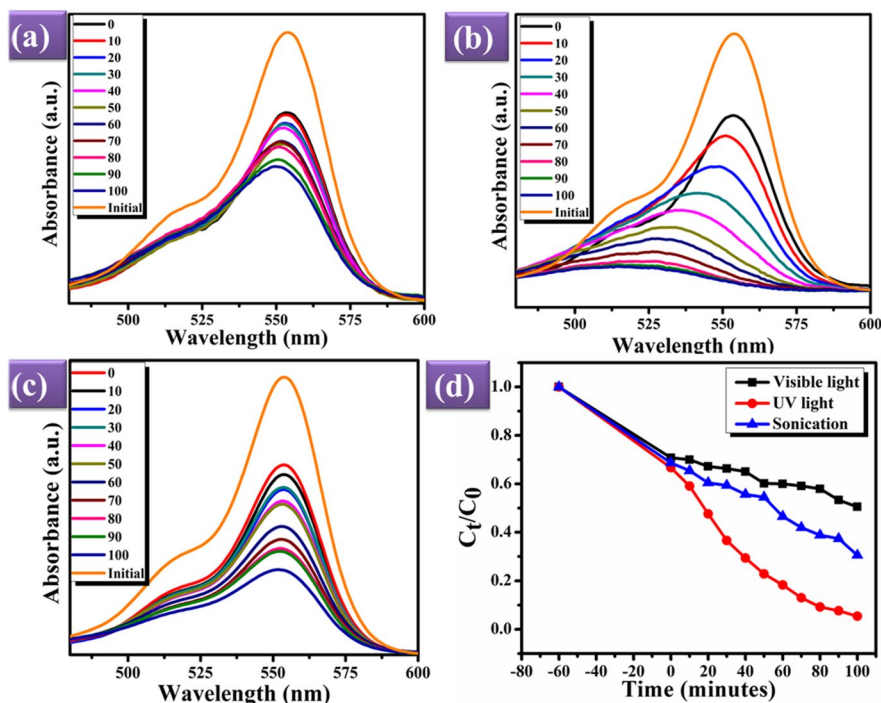 (a)
0
10
20
30
40
50
60
70
80
90
100
Initial
Absorbance (a.u.)
500 525 550 575 600
Wavelength (nm)
(b)
0
10
20
30
40
50
60
70
80
90
100
Initial
Absorbance (a.u.)
500 525 550 575 600
Wavelength (nm)
(c)
0
10
20
30
40
50
60
70
80
90
100
Initial
Absorbance (a.u.)
500 525 550 575 600
Wavelength (nm)
(d)
Visible light
UV light
Sonication
1.0
0.8
0.6
0.4
0.2
0.0
Ct/C0
-80 -60 -40 -20 0 20 40 60 80 100
Time (minutes)